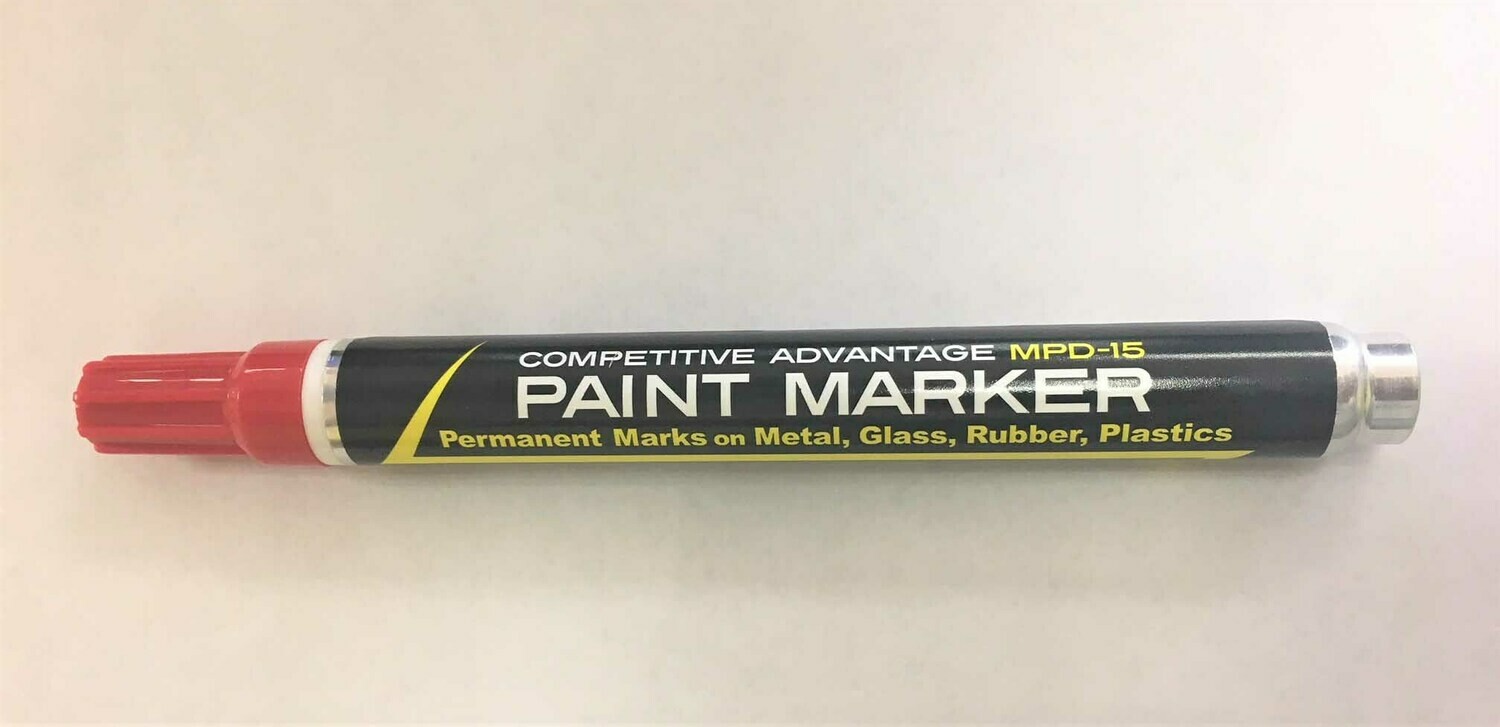 COMPETITIVE ADVANTAGE MPD-15
PAINT MARKER
Permanent Marks on Metal, Glass, Rubber, Plastics